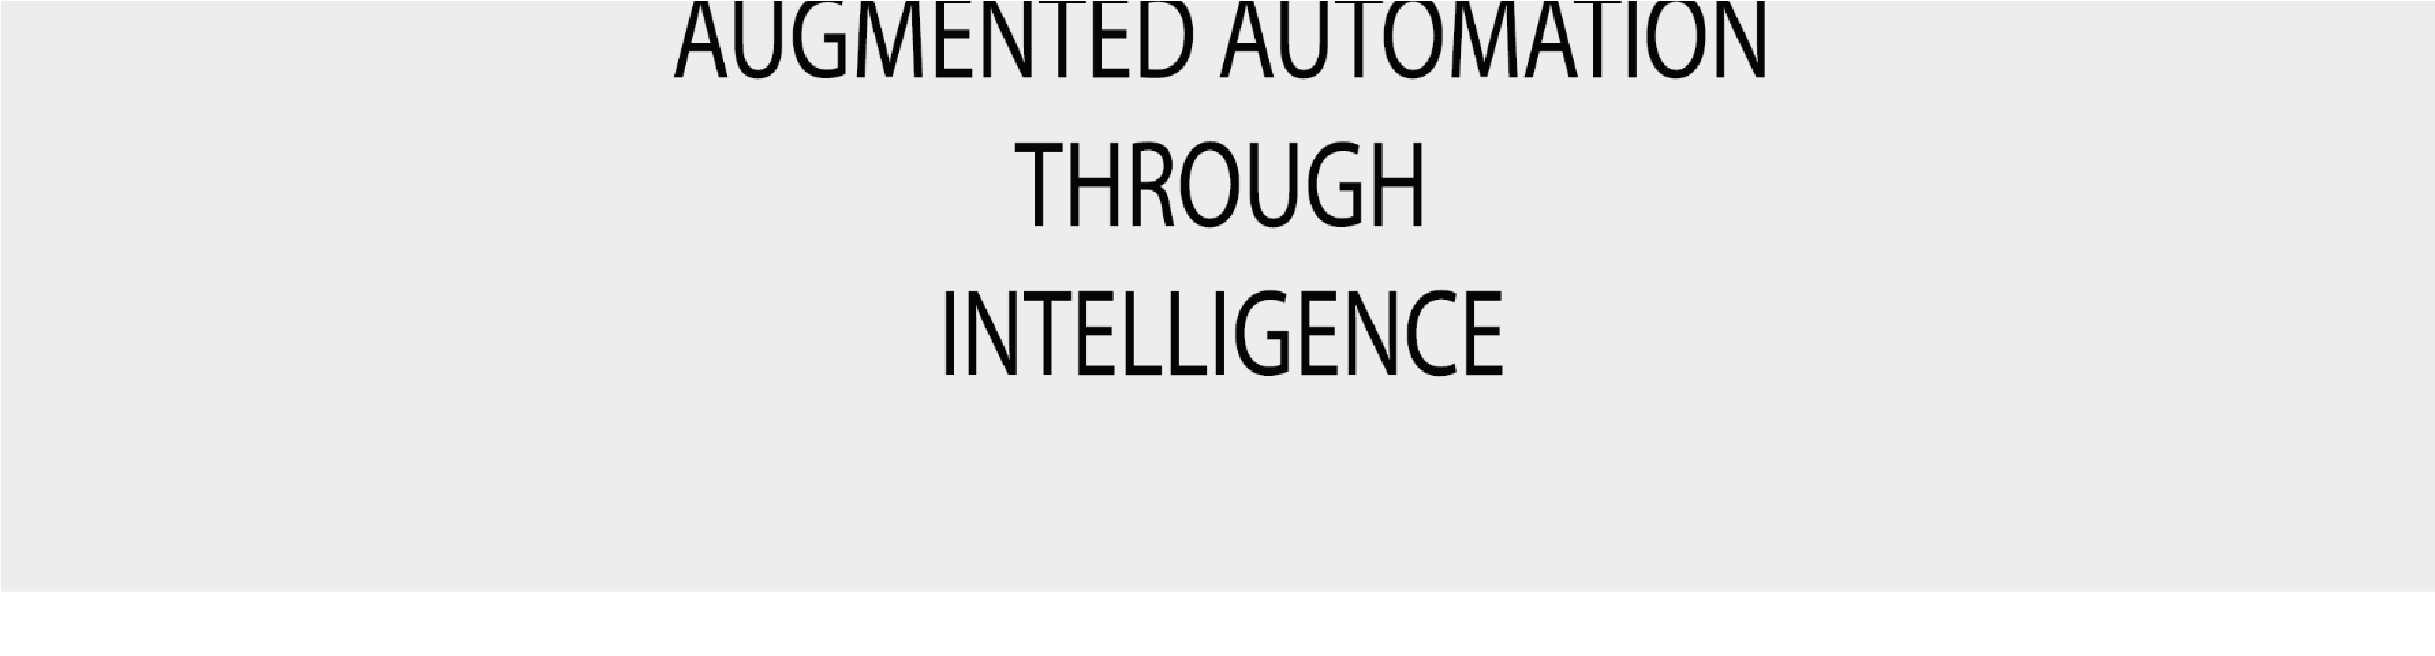 AUGMENTED AUTOMATION
THROUGH
INTELLIGENCE